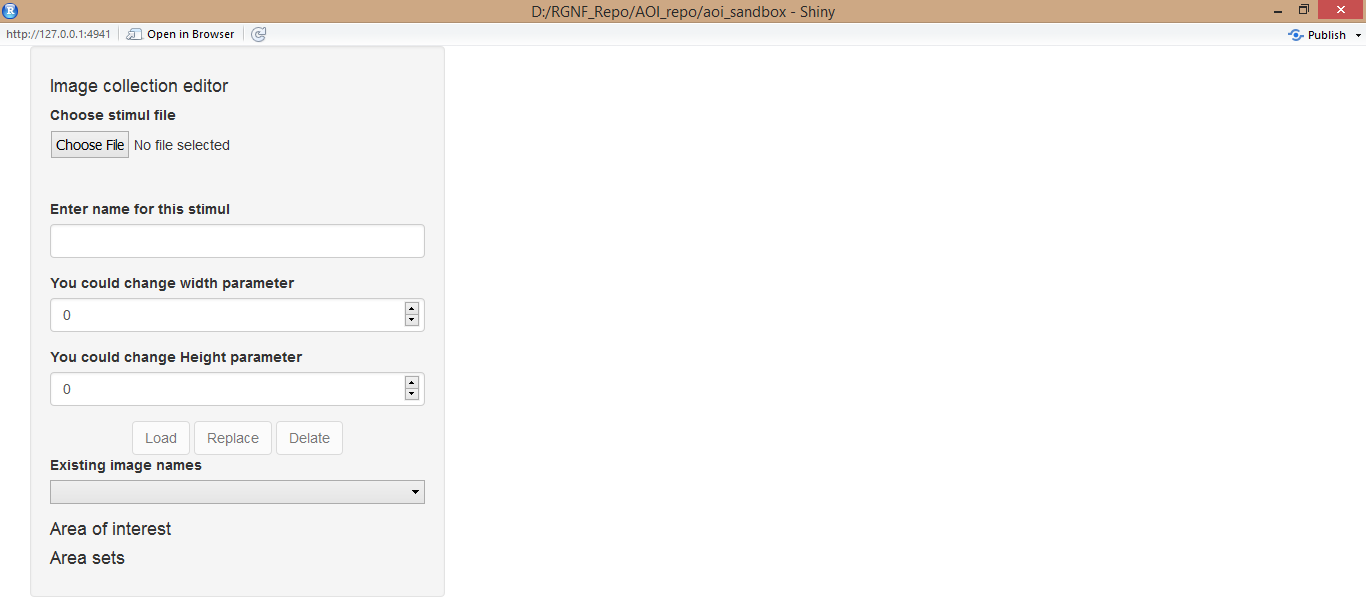 D:/RGNF_Repo/AOI_repo/aoi_sandbox - Shiny
http://127.0.0.1:4941 Open in Browser Publish
Image collection editor
Choose stimul file
Choose File No file selected
Enter name for this stimul
You could change width parameter
0
You could change Height parameter
0
Load Replace Delate
Existing image names
Area of interest
Area sets